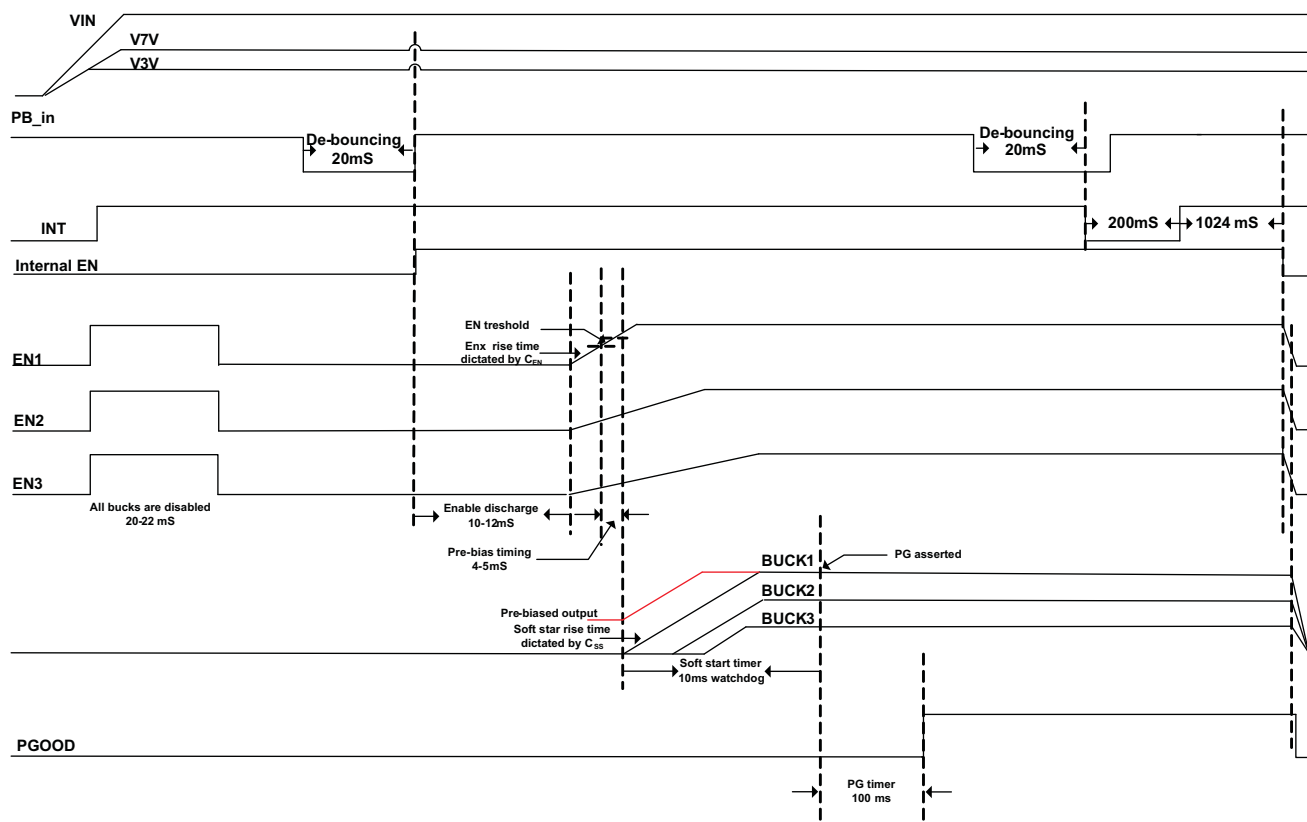 VIN
V7V
V3V
PB_in
De-bouncing
20mS
De-bouncing
20mS
INT
200mS
1024 mS
Internal EN
EN treshold
Enx rise time
dictated by CEN
EN1
EN2
EN3
All bucks are disabled
20-22 mS
Enable discharge
10-12mS
Pre-bias timing
4-5mS
PG asserted
BUCK1
BUCK2
BUCK3
Pre-biased output
Soft star rise time
dictated by CSS
Soft start timer
10ms watchdog
PGOOD
PG timer
100 ms